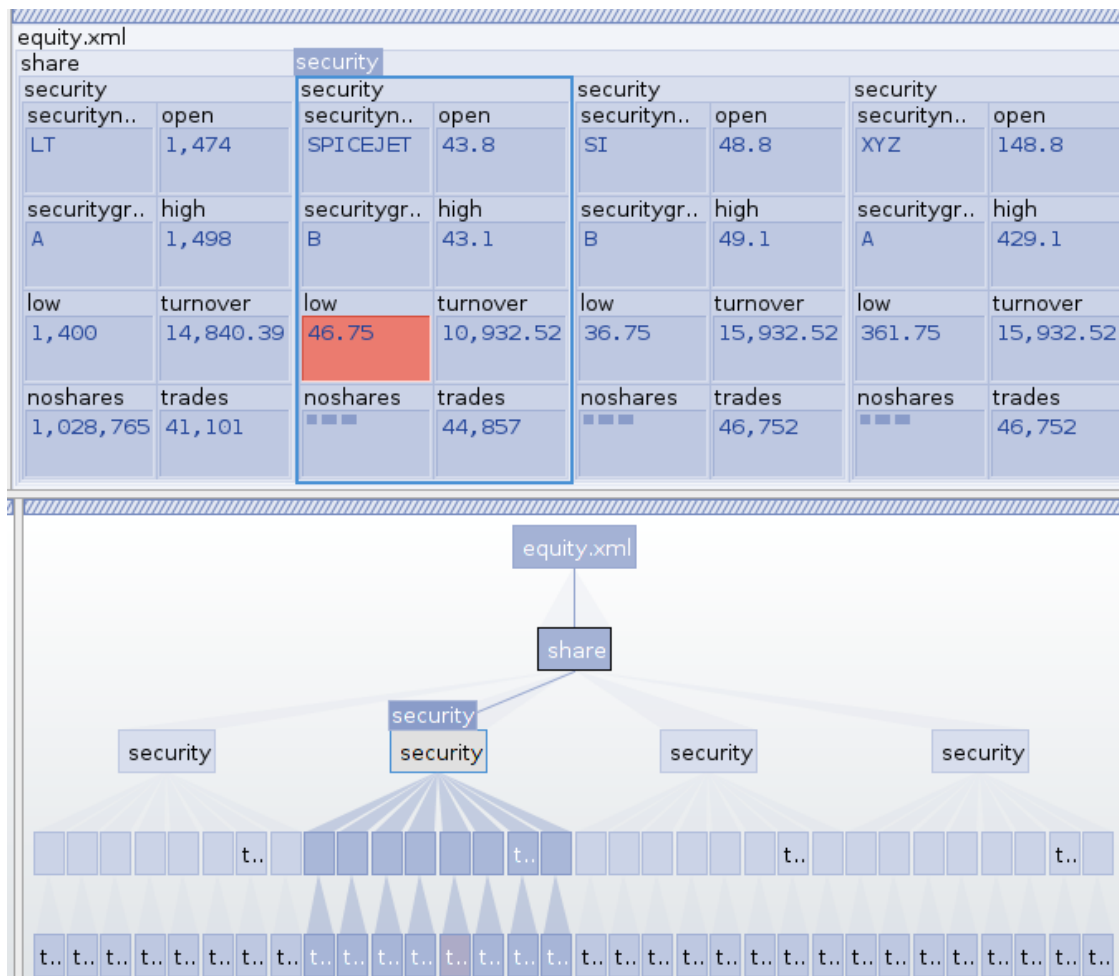 equity.xml
share security
security security security security
securityn.. open securityn.. open securityn.. open securityn.. open
LT 1,474 SPICEJET 43.8 SI 48.8 XYZ 148.8
securitygr.. high securitygr.. high securitygr.. high securitygr.. high
A 1,498 B 43.1 B 49.1 A 429.1
low turnover low turnover low turnover low turnover
1,400 14,840.39 46.75 10,932.52 36.75 15,932.52 361.75 15,932.52
noshares trades noshares trades noshares trades noshares trades
1,028,765 41,101 44,857 46,752 46,752
equity.xml
share
security
security security security security
t.. t.. t.. t..
t.. t.. t.. t.. t.. t.. t.. t.. t.. t.. t.. t.. t.. t.. t.. t.. t.. t.. t.. t.. t.. t.. t.. t.. t.. t.. t.. t.. t.. t.. t.. t..